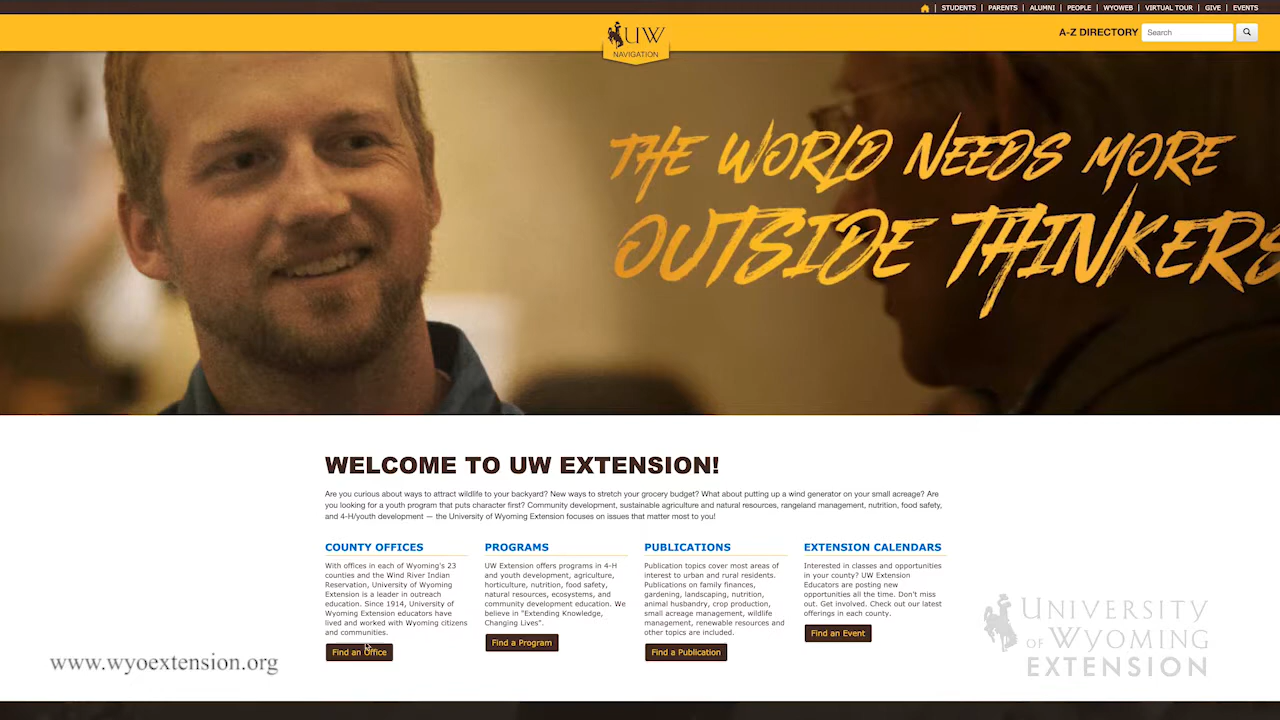 STUDENTS | PARENTS | ALUMNI | PEOPLE | WYOWEB | VIRTUAL TOUR | GIVE | EVENTS
UW
NAVIGATION
A-Z DIRECTORY
Search
THE WORLD NEEDS MORE
OUTSIDE THINKERS
WELCOME TO UW EXTENSION!
Are you curious about ways to attract wildlife to your backyard? New ways to stretch your grocery budget? What about putting up a wind generator on your small acreage? Are
you looking for a youth program that puts character first? Community development, sustainable agriculture and natural resources, rangeland management, nutrition, food safety,
and 4-H/youth development — the University of Wyoming Extension focuses on issues that matter most to you!
COUNTY OFFICES
With offices in each of Wyoming's 23
counties and the Wind River Indian
Reservation, University of Wyoming
Extension is a leader in outreach
education. Since 1914, University of
Wyoming Extension educators have
lived and worked with Wyoming citizens
and communities.
Find an Office
PROGRAMS
UW Extension offers programs in 4-H
and youth development, agriculture,
horticulture, nutrition, food safety,
natural resources, ecosystems, and
community development education. We
believe in "Extending Knowledge,
Changing Lives".
Find a Program
PUBLICATIONS
Publication topics cover most areas of
interest to urban and rural residents.
Publications on family finances,
gardening, landscaping, nutrition,
animal husbandry, crop production,
small acreage management, wildlife
management, renewable resources and
other topics are included.
Find a Publication
EXTENSION CALENDARS
Interested in classes and opportunities
in your county? UW Extension
Educators are posting new
opportunities all the time. Don't miss
out. Get involved. Check out our latest
offerings in each county.
Find an Event
www.wyoextension.org
UNIVERSITY
OF WYOMING
EXTENSION